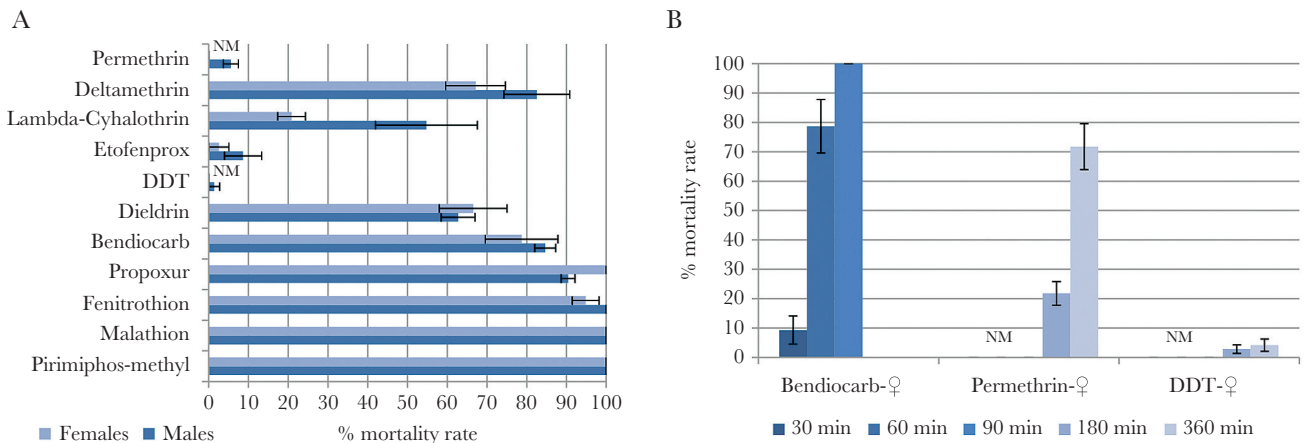 A
Permethrin NM
Deltamethrin
Lambda-Cyhalothrin
Etofenprox
DDT NM
Dieldrin
Bendiocarb
Propoxur
Fenitrothion
Malathion
Pirimiphos-methyl
0 10 20 30 40 50 60 70 80 90 100
Females Males % mortality rate
B
% mortality rate
100
90
80
70
60
50
40
30
20
10
0
NM NM
Bendiocarb-♀ Permethrin-♀ DDT-♀
30 min 60 min 90 min 180 min 360 min